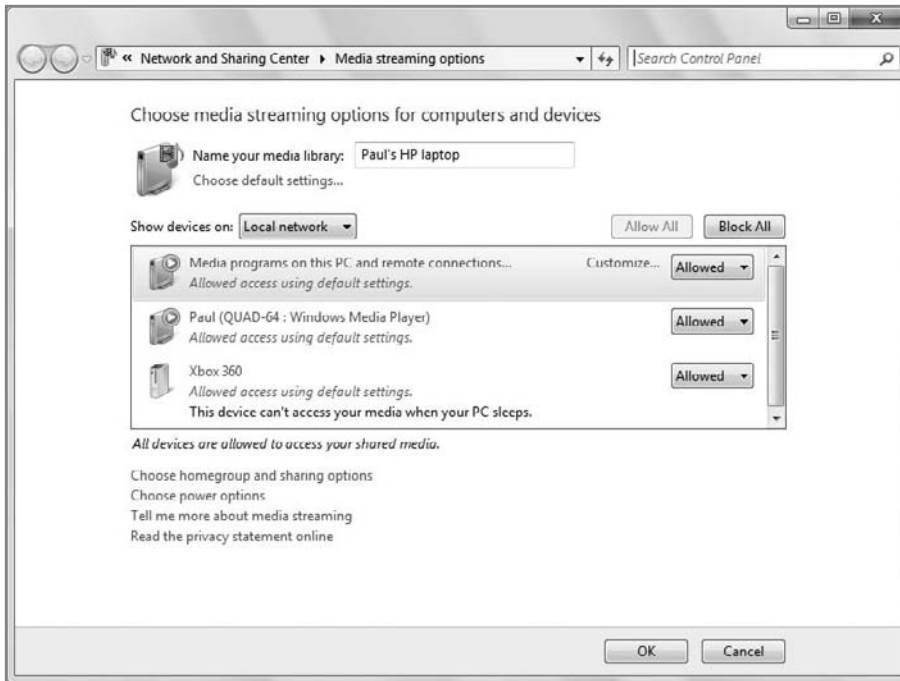 « Network and Sharing Center ▸ Media streaming options
Search Control Panel
Choose media streaming options for computers and devices
Name your media library: Paul's HP laptop
Choose default settings...
Show devices on: Local network
Allow All
Block All
Media programs on this PC and remote connections... Customize... Allowed
Allowed access using default settings.
Paul (QUAD-64 : Windows Media Player) Allowed
Allowed access using default settings.
Xbox 360 Allowed
Allowed access using default settings.
This device can't access your media when your PC sleeps.
All devices are allowed to access your shared media.
Choose homegroup and sharing options
Choose power options
Tell me more about media streaming
Read the privacy statement online
OK
Cancel